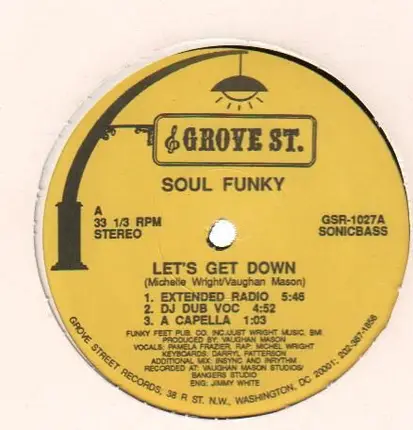 GROVE ST.
SOUL FUNKY
A
33 1/3 RPM
STEREO
GSR-1027A
SONICBASS
LET'S GET DOWN
(Michelle Wright/Vaughan Mason)
1. EXTENDED RADIO 5:46
2. DJ DUB VOC 4:52
3. A CAPELLA 1:03
FUNKY FEET PUB. CO. INC./JUST WRIGHT MUSIC, BMI
PRODUCED BY: VAUGHAN MASON
VOCALS: PAMELA FRAZIER, RAP: MICHEL WRIGHT
KEYBOARDS: DARRYL PATTERSON
ADDITIONAL MIX: INSYNC AND INRYTHM
RECORDED AT: VAUGHAN MASON STUDIOS/
BANGERS STUDIO
ENG: JIMMY WHITE
GROVE STREET RECORDS, 38 R ST. N.W., WASHINGTON, DC 20001; 202-387-1858